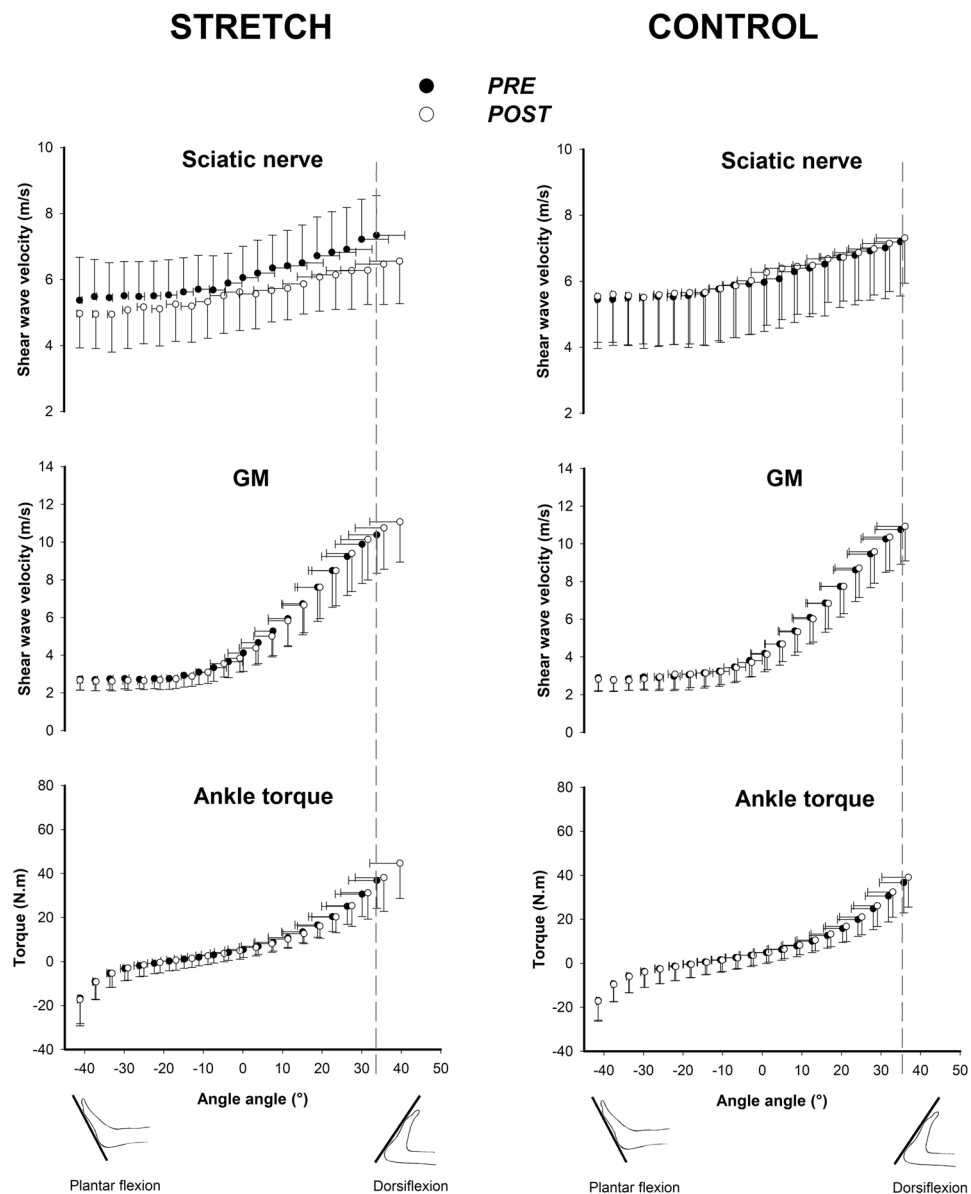 STRETCH CONTROL
PRE
POST
Sciatic nerve
Shear wave velocity (m/s)
10
8
6
4
2
Sciatic nerve
Shear wave velocity (m/s)
10
8
6
4
2
GM
Shear wave velocity (m/s)
14
12
10
8
6
4
2
0
GM
Shear wave velocity (m/s)
14
12
10
8
6
4
2
0
Ankle torque
Torque (N.m)
80
60
40
20
0
-20
-40
-40 -30 -20 -10 0 10 20 30 40 50
Angle angle (°)
Plantar flexion Dorsiflexion
Ankle torque
Torque (N.m)
80
60
40
20
0
-20
-40
-40 -30 -20 -10 0 10 20 30 40 50
Angle angle (°)
Plantar flexion Dorsiflexion